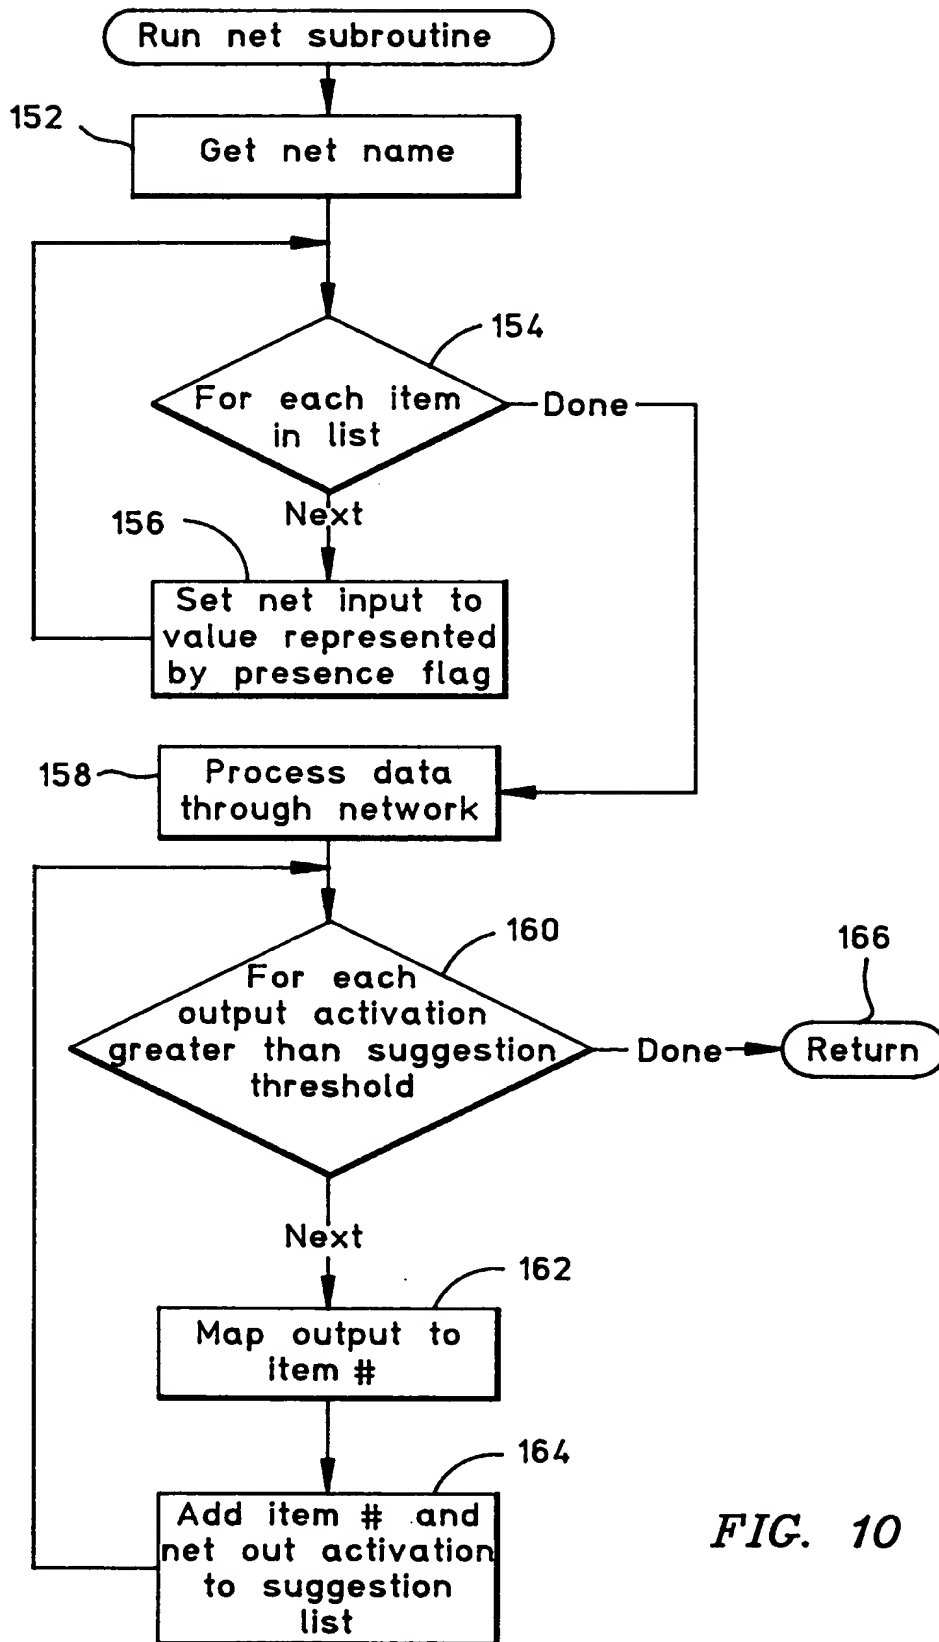 Run net subroutine
152
Get net name
154
For each item
in list
Done
Next
156
Set net input to
value represented
by presence flag
158
Process data
through network
160
For each
output activation
greater than suggestion
threshold
Done
166
Return
Next
162
Map output to
item #
164
Add item # and
net out activation
to suggestion
list
FIG. 10